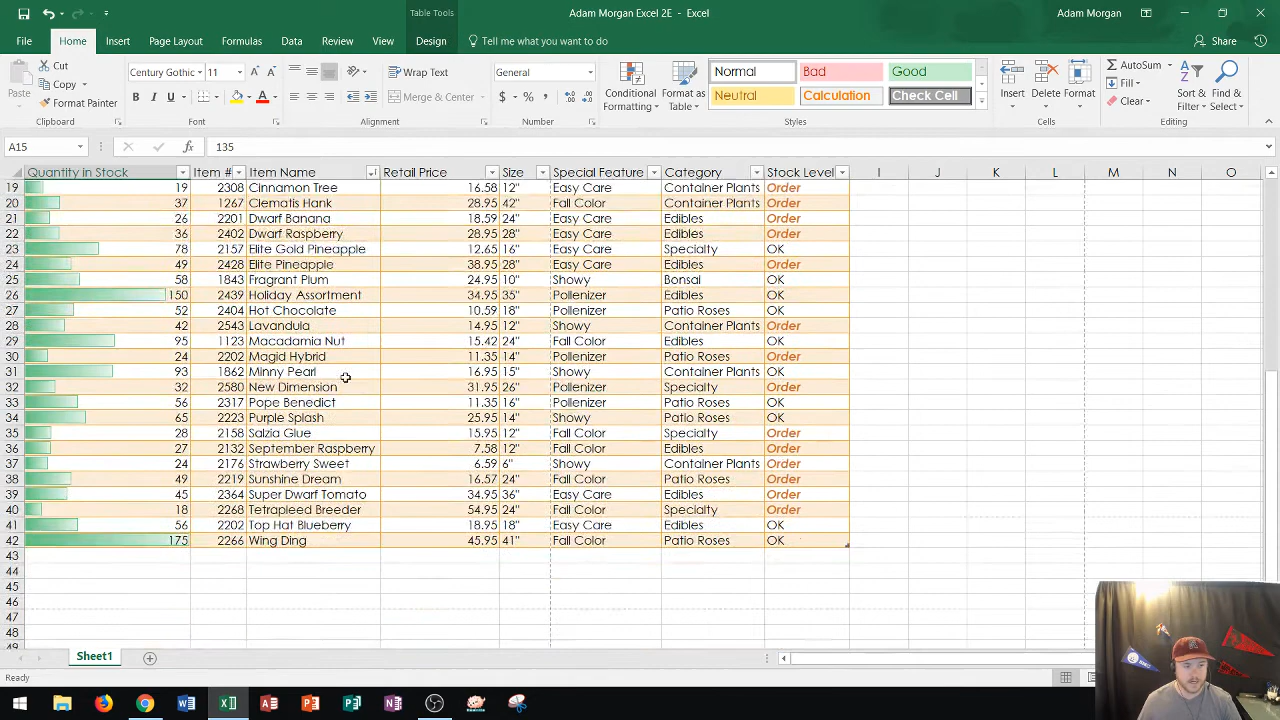 Table Tools
Adam Morgan Excel 2E - Excel
Adam Morgan
File Home Insert Page Layout Formulas Data Review View Design Tell me what you want to do Share
Cut
Copy
Format Painter
Paste
Clipboard
Century Gothic 11
B I U
Font
Wrap Text
Merge & Center
Alignment
General
$ % ,
Number
Conditional Formatting
Format as Table
Normal Bad Good
Neutral Calculation Check Cell
Styles
Insert Delete Format
Cells
AutoSum
Fill
Clear
Sort & Filter
Find & Select
Editing
A15 fx 135
Quantity in Stock Item # Item Name Retail Price Size Special Feature Category Stock Level I J K L M N O
19 19 2308 Cinnamon Tree 16.58 12" Easy Care Container Plants Order
20 37 1267 Clematis Hank 28.95 42" Fall Color Container Plants Order
21 26 2201 Dwarf Banana 18.59 24" Easy Care Edibles Order
22 36 2402 Dwarf Raspberry 28.95 28" Easy Care Edibles Order
23 78 2157 Elite Gold Pineapple 12.65 16" Easy Care Specialty OK
24 49 2428 Elite Pineapple 38.95 28" Easy Care Edibles Order
25 58 1843 Fragrant Plum 24.95 10" Showy Bonsai OK
26 150 2439 Holiday Assortment 34.95 35" Pollenizer Edibles OK
27 52 2404 Hot Chocolate 10.59 18" Pollenizer Patio Roses OK
28 42 2543 Lavandula 14.95 12" Showy Container Plants Order
29 95 1123 Macadamia Nut 15.42 24" Fall Color Edibles OK
30 24 2202 Magid Hybrid 11.35 14" Pollenizer Patio Roses Order
31 93 1862 Minny Pearl 16.95 15" Showy Container Plants OK
32 32 2580 New Dimension 31.95 26" Pollenizer Specialty Order
33 56 2317 Pope Benedict 11.35 16" Pollenizer Patio Roses OK
34 65 2223 Purple Splash 25.95 14" Showy Patio Roses OK
35 28 2158 Salzia Glue 15.95 12" Fall Color Specialty Order
36 27 2132 September Raspberry 7.58 12" Fall Color Edibles Order
37 24 2176 Strawberry Sweet 6.59 6" Showy Container Plants Order
38 49 2219 Sunshine Dream 16.57 24" Fall Color Patio Roses Order
39 45 2364 Super Dwarf Tomato 34.95 36" Easy Care Edibles Order
40 18 2268 Tetrapleed Breeder 54.95 24" Fall Color Specialty Order
41 56 2202 Top Hat Blueberry 18.95 18" Easy Care Edibles OK
42 175 2266 Wing Ding 45.95 41" Fall Color Patio Roses OK
43
44
45
46
47
48
49
Sheet1
Ready